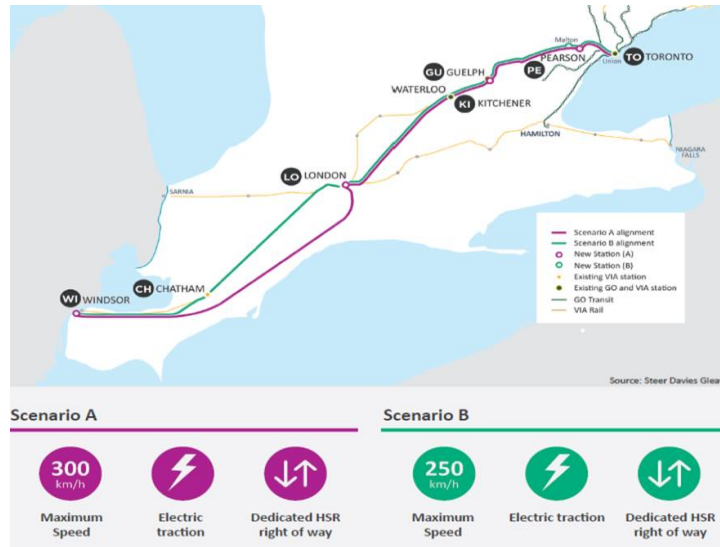 Malton
PEARSON
PE
Union
TO TORONTO
GU GUELPH
WATERLOO
KI KITCHENER
HAMILTON
NIAGARA
FALLS
LO LONDON
SARNIA
CH CHATHAM
WI WINDSOR
Scenario A alignment
Scenario B alignment
New Station (A)
New Station (B)
Existing VIA station
Existing GO and VIA station
GO Transit
VIA Rail
Source: Steer Davies Glea
Scenario A
300
km/h
Maximum
Speed
Electric
traction
Dedicated HSR
right of way
Scenario B
250
km/h
Maximum
Speed
Electric traction
Dedicated HSR
right of way